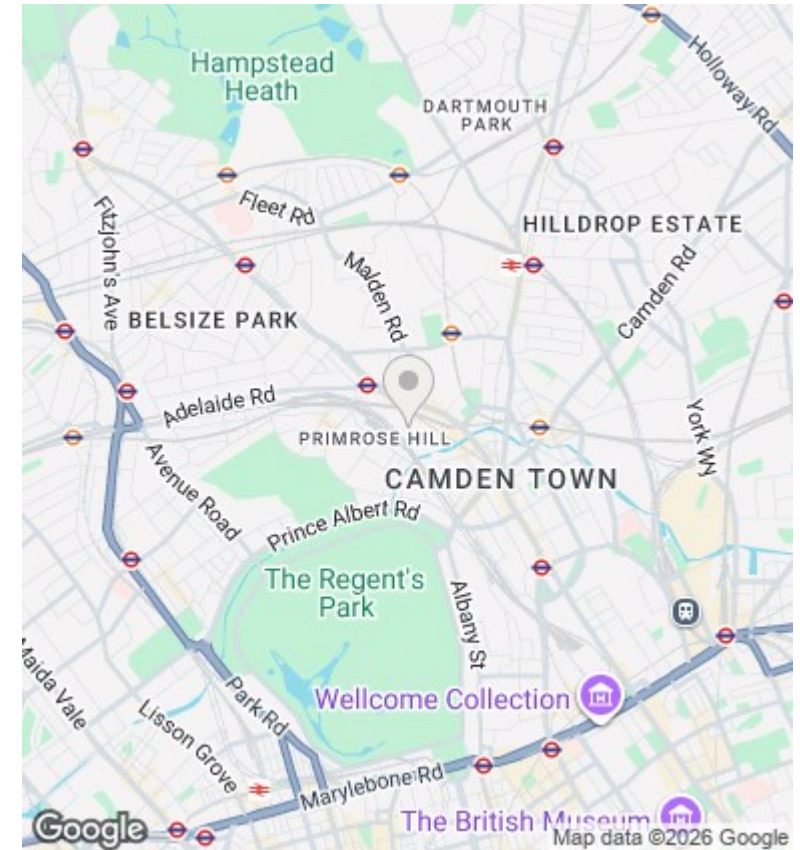 Hampstead
Heath
DARTMOUTH
PARK
Holloway Rd
Fleet Rd
Fitzjohn's Ave
HILLDROP ESTATE
Malden Rd
Camden Rd
BELSIZE PARK
Adelaide Rd
PRIMROSE HILL
York Wy
CAMDEN TOWN
Avenue Road
Prince Albert Rd
The Regent's
Park
Albany St
Maida Vale
Lisson Grove
Park Rd
Wellcome Collection
Marylebone Rd
The British Museum
Google
Map data ©2026 Google